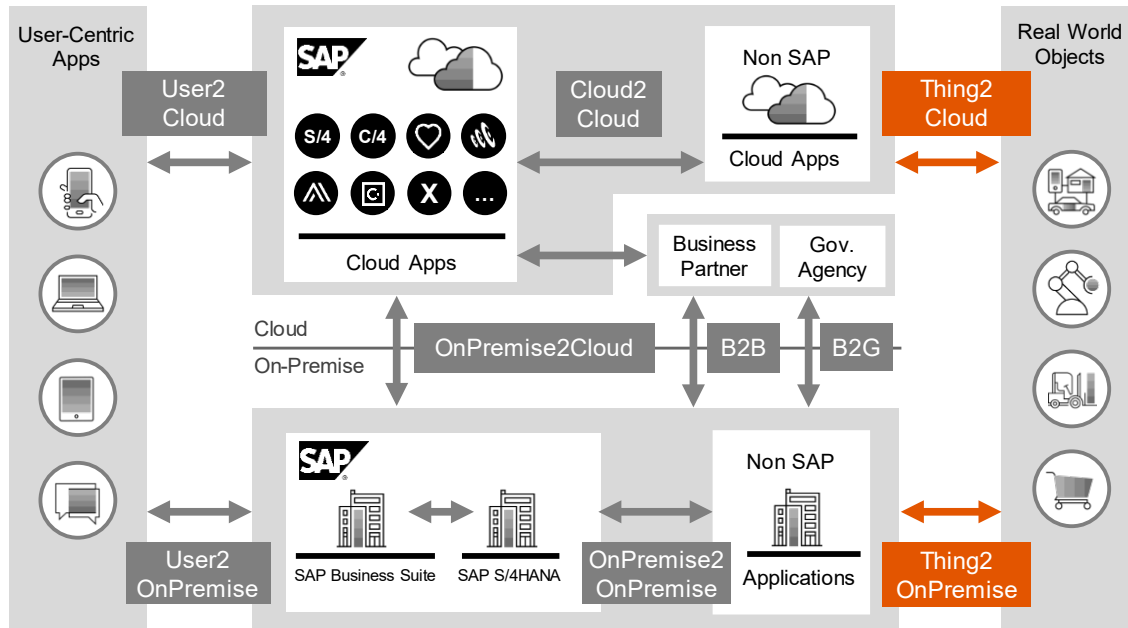 User-Centric
Apps
User2
Cloud
SAP
®
S/4
C/4
C
X
...
Cloud Apps
Cloud2
Cloud
Non SAP
Cloud Apps
Thing2
Cloud
Real World
Objects
Business
Partner
Gov.
Agency
Cloud
On-Premise
OnPremise2Cloud
B2B
B2G
SAP
®
SAP Business Suite
SAP S/4HANA
Non SAP
Applications
User2
OnPremise
OnPremise2
OnPremise
Thing2
OnPremise